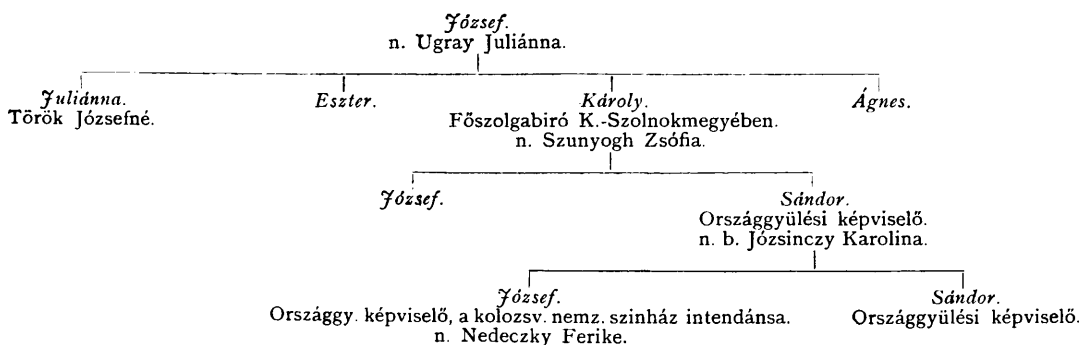 József.
n. Ugray Juliánna.
Juliánna. Eszter. Károly. Ágnes.
Török Józsefné. Főszolgabiró K.-Szolnokmegyében.
n. Szunyogh Zsófia.
József. Sándor.
Országgyülési képviselő.
n. b. Józsinczy Karolina.
József. Sándor.
Országgy. képviselő, a kolozsv. nemz. szinház intendánsa. Országgyülési képviselő.
n. Nedeczky Ferike.